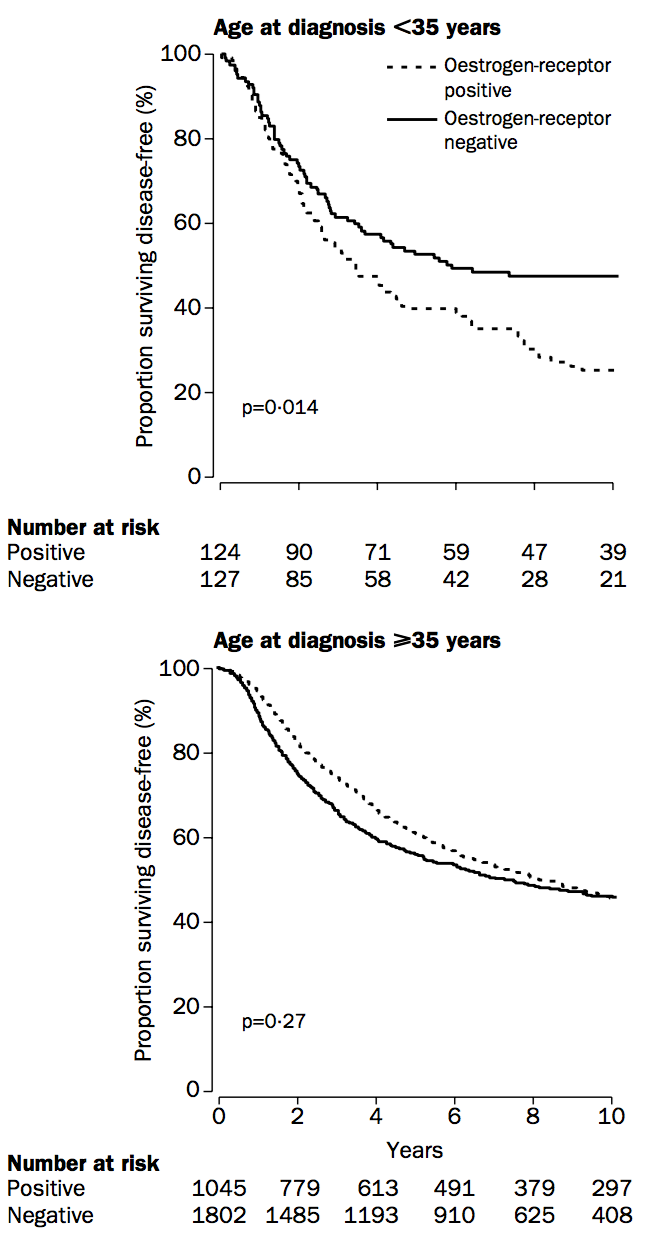 Age at diagnosis <35 years
100
80
60
40
20
0
Proportion surviving disease-free (%)
Oestrogen-receptor
positive
Oestrogen-receptor
negative
p=0·014
Number at risk
Positive 124 90 71 59 47 39
Negative 127 85 58 42 28 21
Age at diagnosis ⩾35 years
100
80
60
40
20
0
Proportion surviving disease-free (%)
p=0·27
0 2 4 6 8 10
Years
Number at risk
Positive 1045 779 613 491 379 297
Negative 1802 1485 1193 910 625 408